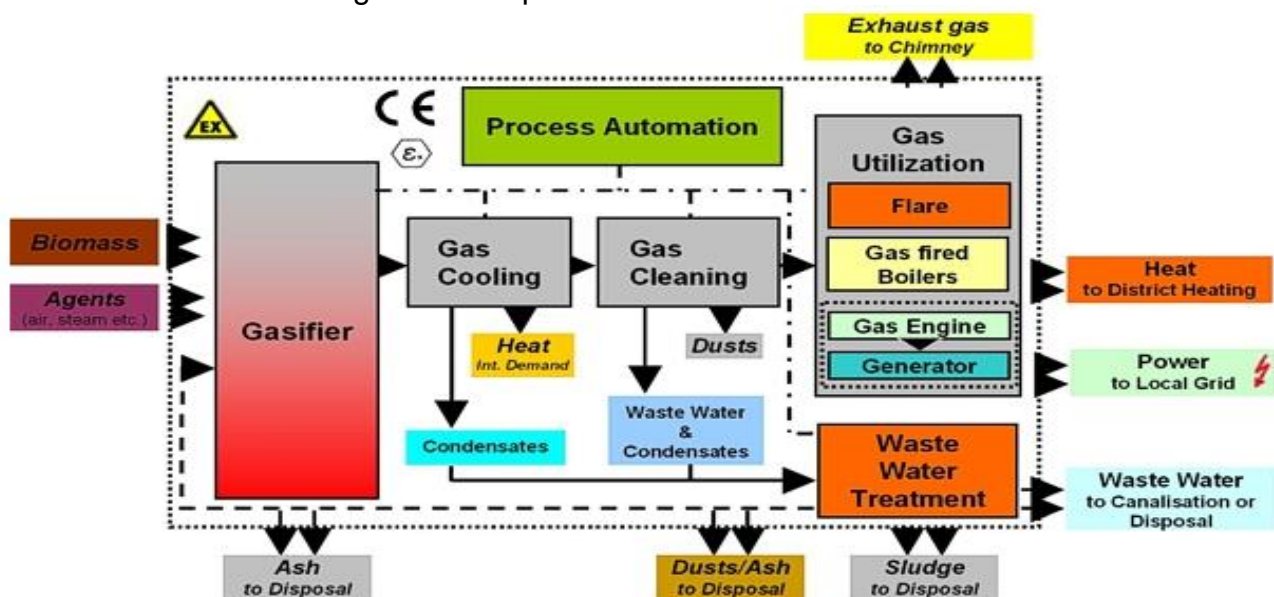 Exhaust gas
to Chimney
EX
CE
ε.
Process Automation
Gas
Utilization
Flare
Gas fired
Boilers
Gas Engine
Generator
Biomass
Agents
(air, steam etc.)
Gasifier
Gas
Cooling
Gas
Cleaning
Heat
Int. Demand
Dusts
Condensates
Waste Water
&
Condensates
Waste
Water
Treatment
Heat
to District Heating
Power
to Local Grid
Waste Water
to Canalisation or
Disposal
Ash
to Disposal
Dusts/Ash
to Disposal
Sludge
to Disposal